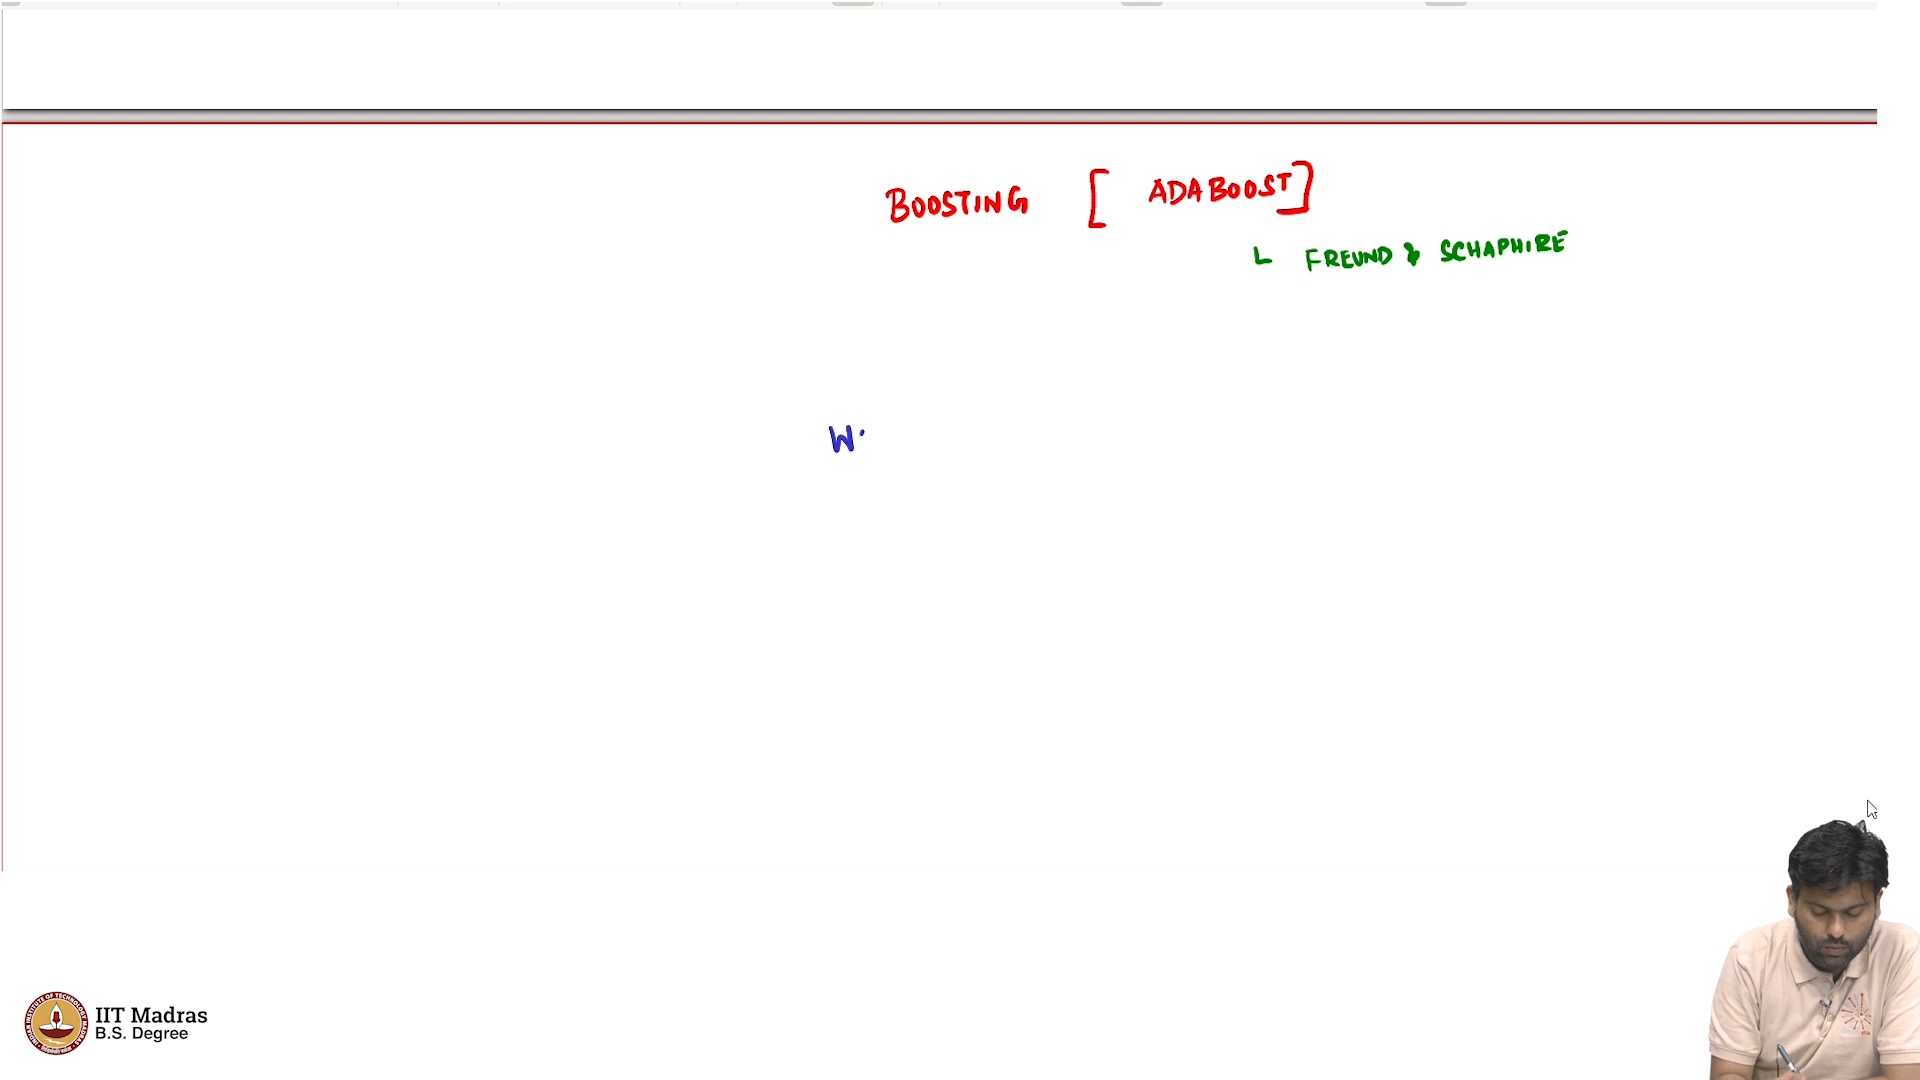 BOOSTING [ ADABOOST]
FREUND & SCHAPHIRE
W
IIT Madras
B.S. Degree